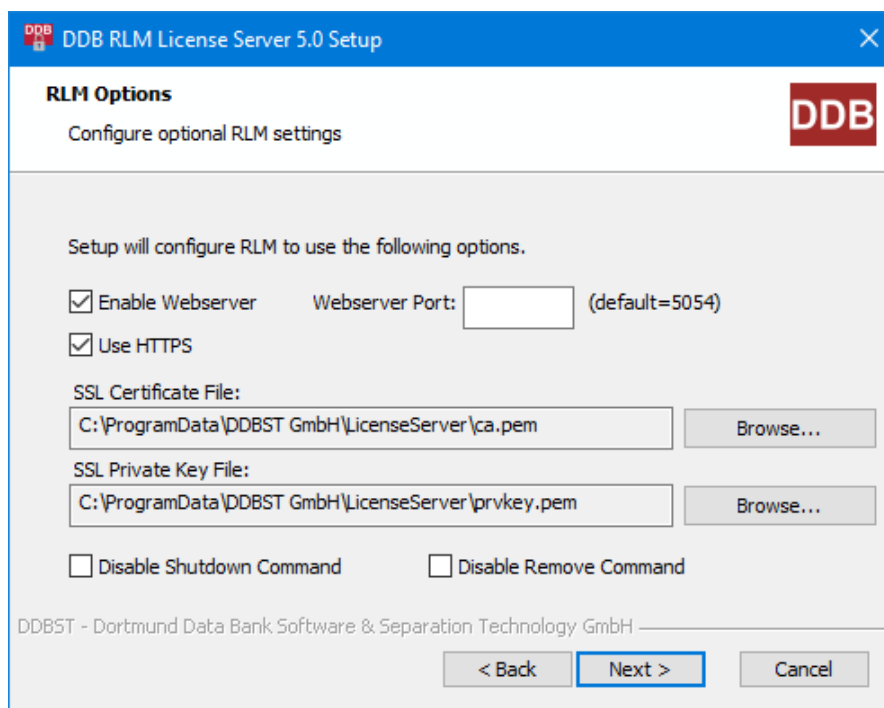 DDB DDB RLM License Server 5.0 Setup
RLM Options
Configure optional RLM settings
DDB
Setup will configure RLM to use the following options.
Enable Webserver Webserver Port: (default=5054)
Use HTTPS
SSL Certificate File:
C:\ProgramData\DDBST GmbH\LicenseServer\ca.pem Browse...
SSL Private Key File:
C:\ProgramData\DDBST GmbH\LicenseServer\prvkey.pem Browse...
Disable Shutdown Command Disable Remove Command
DDBST - Dortmund Data Bank Software & Separation Technology GmbH
< Back Next > Cancel